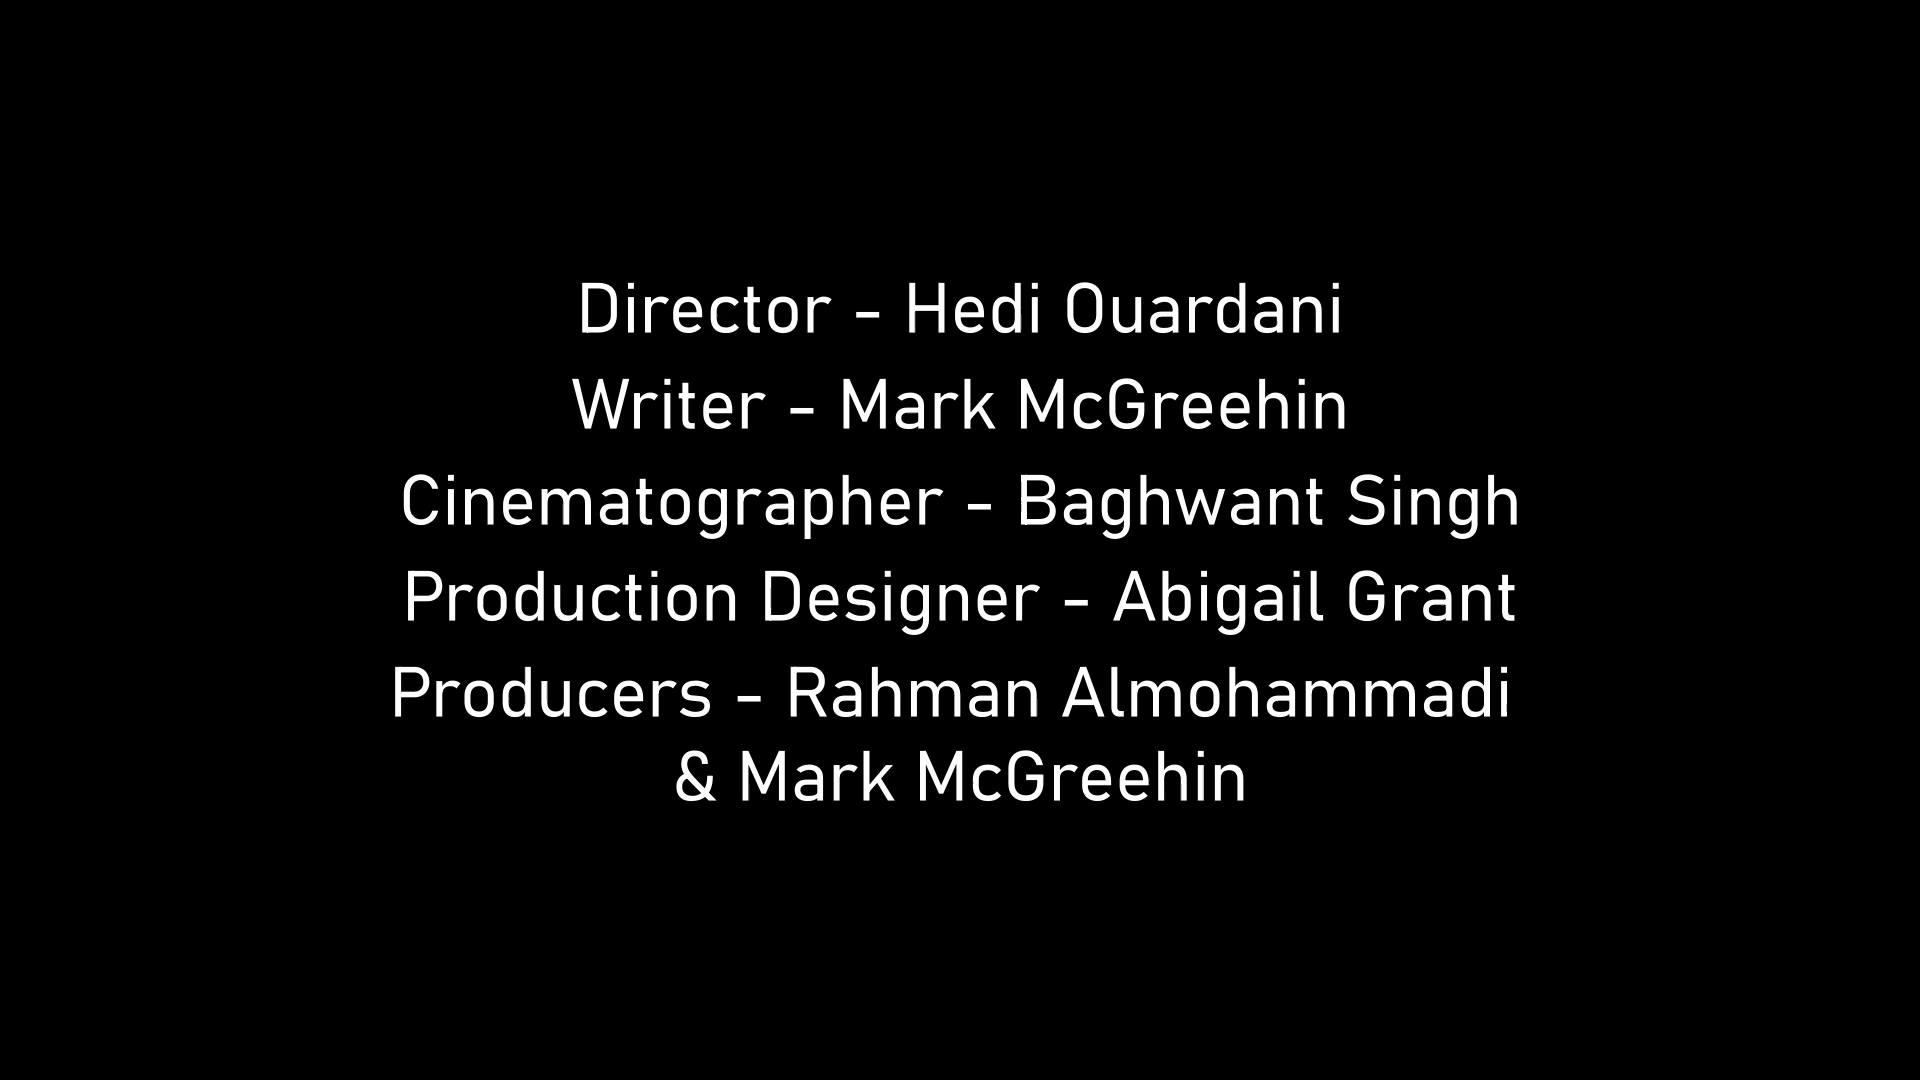 Director - Hedi Ouardani
Writer - Mark McGreehin
Cinematographer - Baghwant Singh
Production Designer - Abigail Grant
Producers - Rahman Almohammadi
& Mark McGreehin